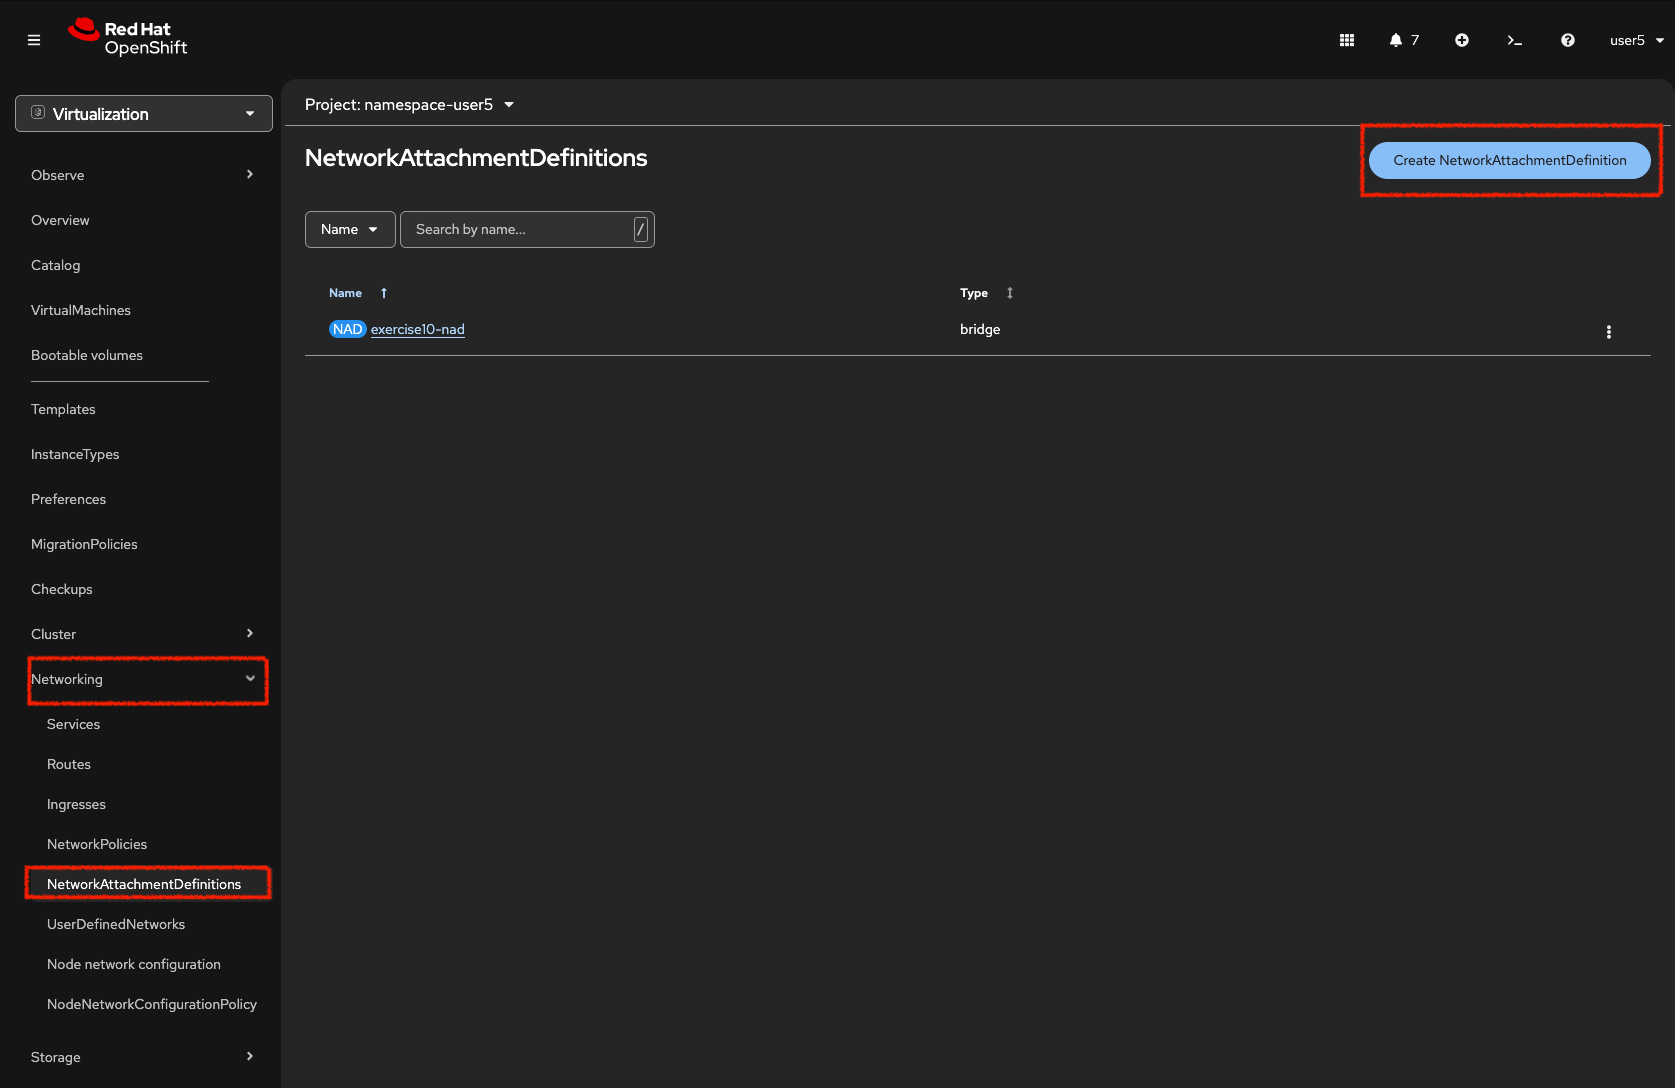 Red Hat
OpenShift
7
user5
Virtualization
Project: namespace-user5
NetworkAttachmentDefinitions
Create NetworkAttachmentDefinition
Name
Search by name...
/
Name
Type
NAD exercise10-nad
bridge
Observe
Overview
Catalog
VirtualMachines
Bootable volumes
Templates
InstanceTypes
Preferences
MigrationPolicies
Checkups
Cluster
Networking
Services
Routes
Ingresses
NetworkPolicies
NetworkAttachmentDefinitions
UserDefinedNetworks
Node network configuration
NodeNetworkConfigurationPolicy
Storage